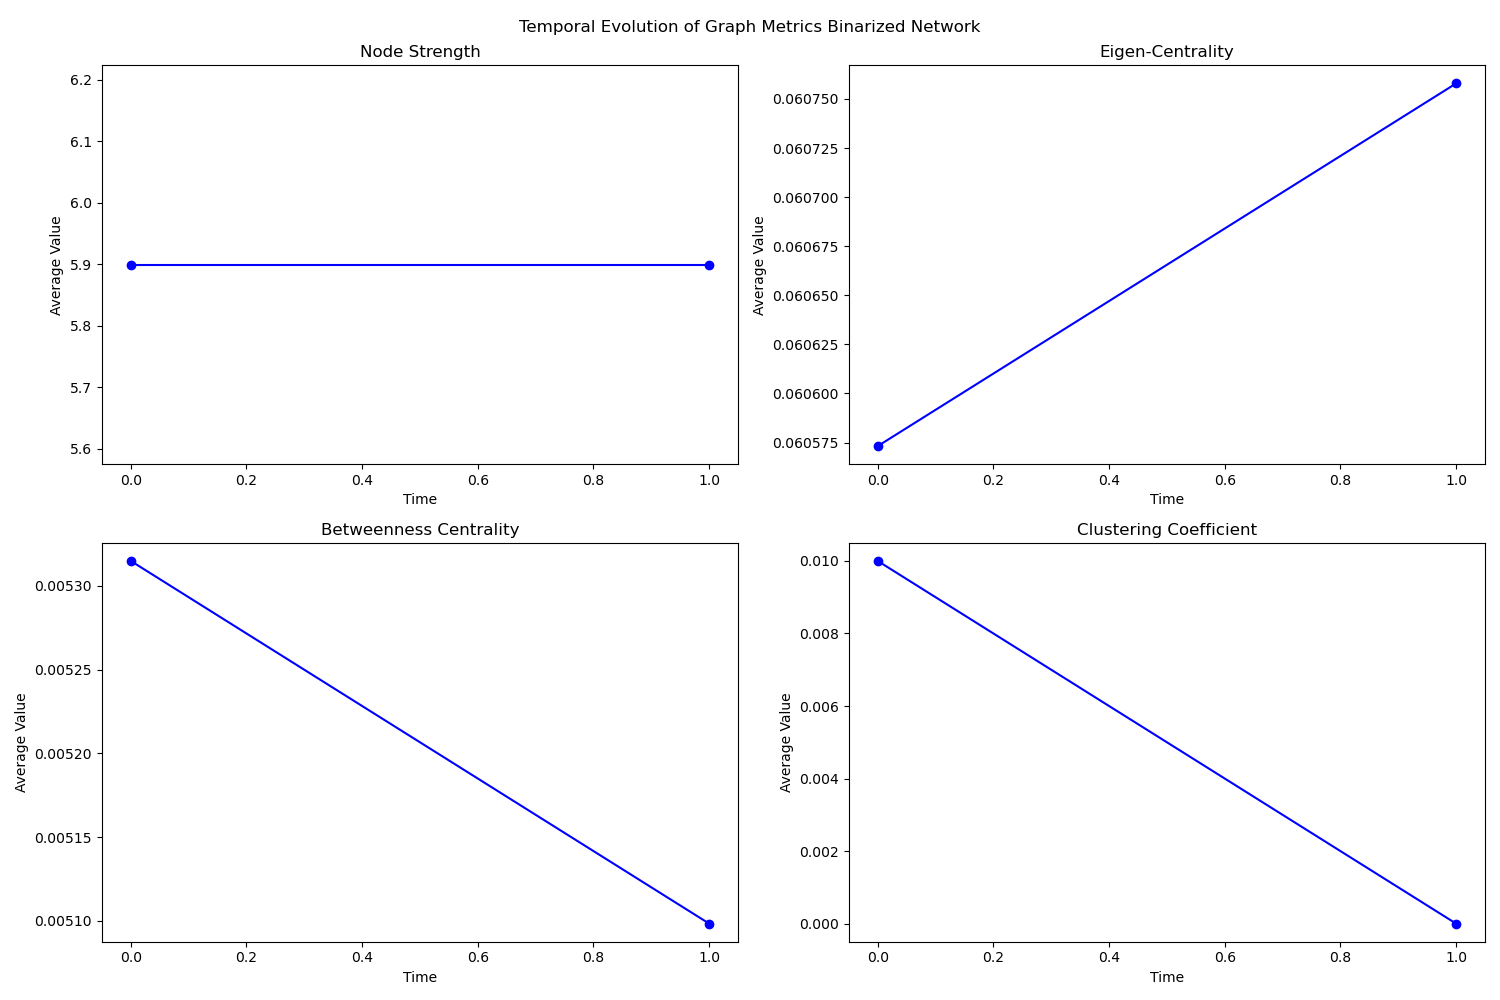 Temporal Evolution of Graph Metrics Binarized Network
Node Strength
6.2
6.1
6.0
5.9
5.8
5.7
5.6
Average Value
0.0 0.2 0.4 0.6 0.8 1.0
Time
Eigen-Centrality
0.060750
0.060725
0.060700
0.060675
0.060650
0.060625
0.060600
0.060575
Average Value
0.0 0.2 0.4 0.6 0.8 1.0
Time
Betweenness Centrality
0.00530
0.00525
0.00520
0.00515
0.00510
Average Value
0.0 0.2 0.4 0.6 0.8 1.0
Time
Clustering Coefficient
0.010
0.008
0.006
0.004
0.002
0.000
Average Value
0.0 0.2 0.4 0.6 0.8 1.0
Time